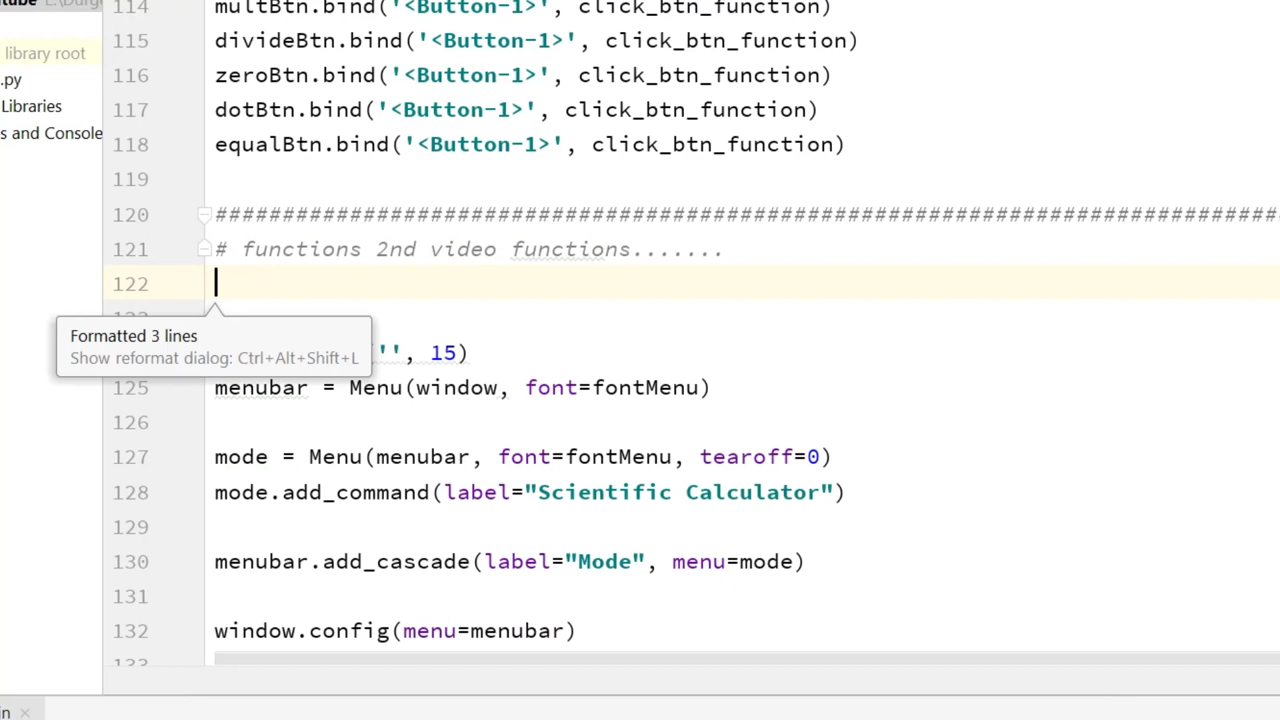 library root
.py
Libraries
s and Console
114 multBtn.bind('<Button-1>', click_btn_function)
115 divideBtn.bind('<Button-1>', click_btn_function)
116 zeroBtn.bind('<Button-1>', click_btn_function)
117 dotBtn.bind('<Button-1>', click_btn_function)
118 equalBtn.bind('<Button-1>', click_btn_function)
119
120 ################################################################################
121 # functions 2nd video functions.......
122
Formatted 3 lines
Show reformat dialog: Ctrl+Alt+Shift+L
'', 15)
125 menubar = Menu(window, font=fontMenu)
126
127 mode = Menu(menubar, font=fontMenu, tearoff=0)
128 mode.add_command(label="Scientific Calculator")
129
130 menubar.add_cascade(label="Mode", menu=mode)
131
132 window.config(menu=menubar)
133